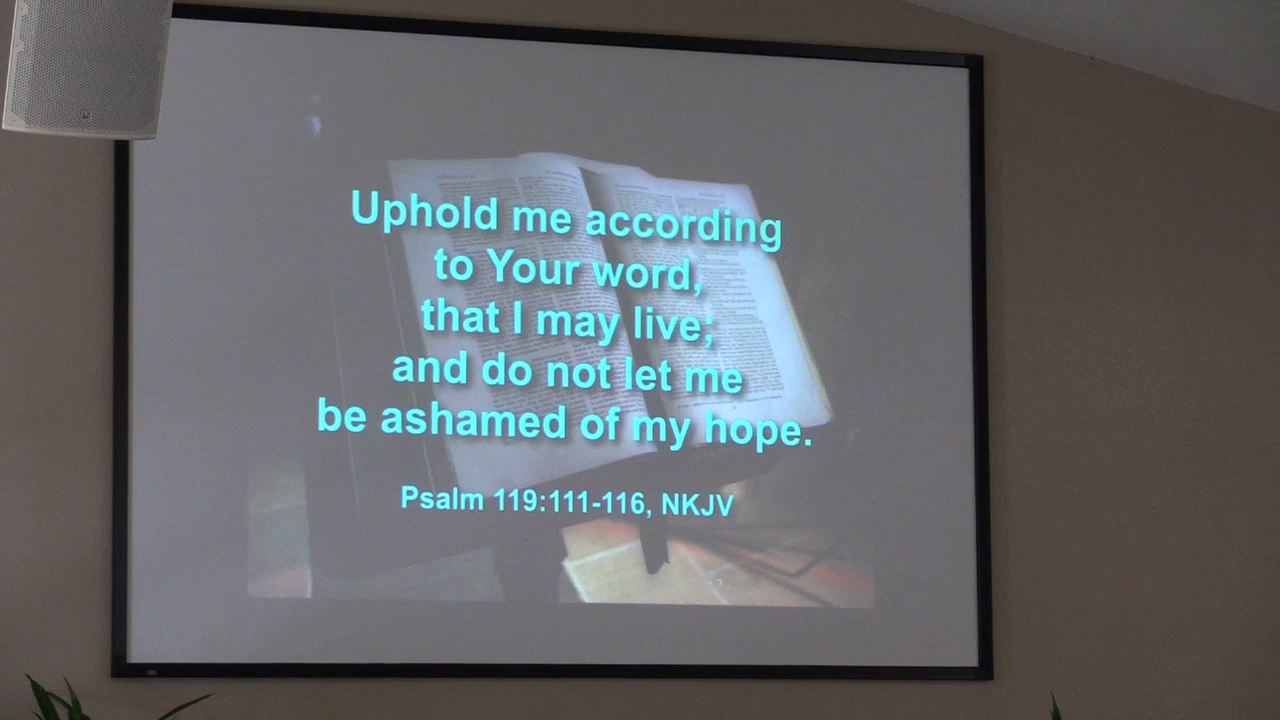 Uphold me according
to Your word,
that I may live;
and do not let me
be ashamed of my hope.
Psalm 119:111-116, NKJV